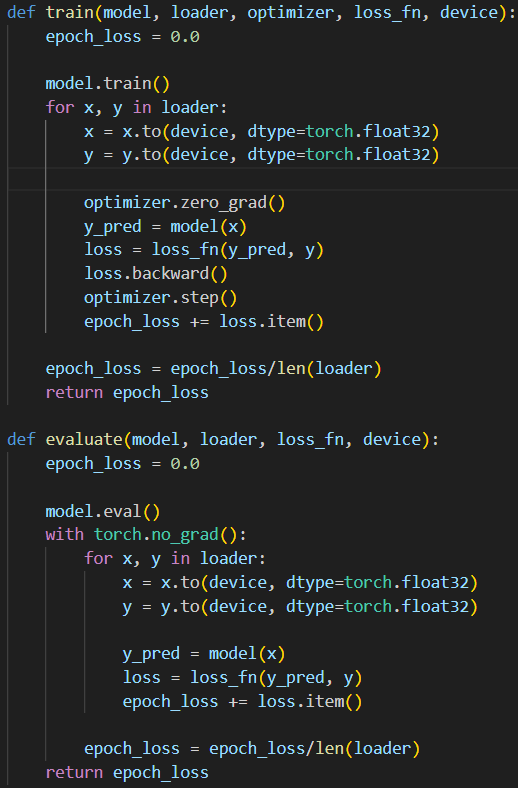 def train(model, loader, optimizer, loss_fn, device):
    epoch_loss = 0.0

    model.train()
    for x, y in loader:
        x = x.to(device, dtype=torch.float32)
        y = y.to(device, dtype=torch.float32)

        optimizer.zero_grad()
        y_pred = model(x)
        loss = loss_fn(y_pred, y)
        loss.backward()
        optimizer.step()
        epoch_loss += loss.item()

    epoch_loss = epoch_loss/len(loader)
    return epoch_loss

def evaluate(model, loader, loss_fn, device):
    epoch_loss = 0.0

    model.eval()
    with torch.no_grad():
        for x, y in loader:
            x = x.to(device, dtype=torch.float32)
            y = y.to(device, dtype=torch.float32)

            y_pred = model(x)
            loss = loss_fn(y_pred, y)
            epoch_loss += loss.item()

        epoch_loss = epoch_loss/len(loader)
    return epoch_loss